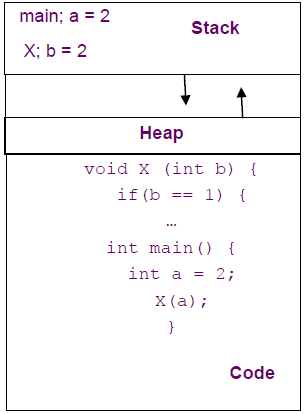 main; a = 2
Stack
X; b = 2
Heap
void X (int b) {
if(b == 1) {
…
int main() {
int a = 2;
X(a);
}
Code